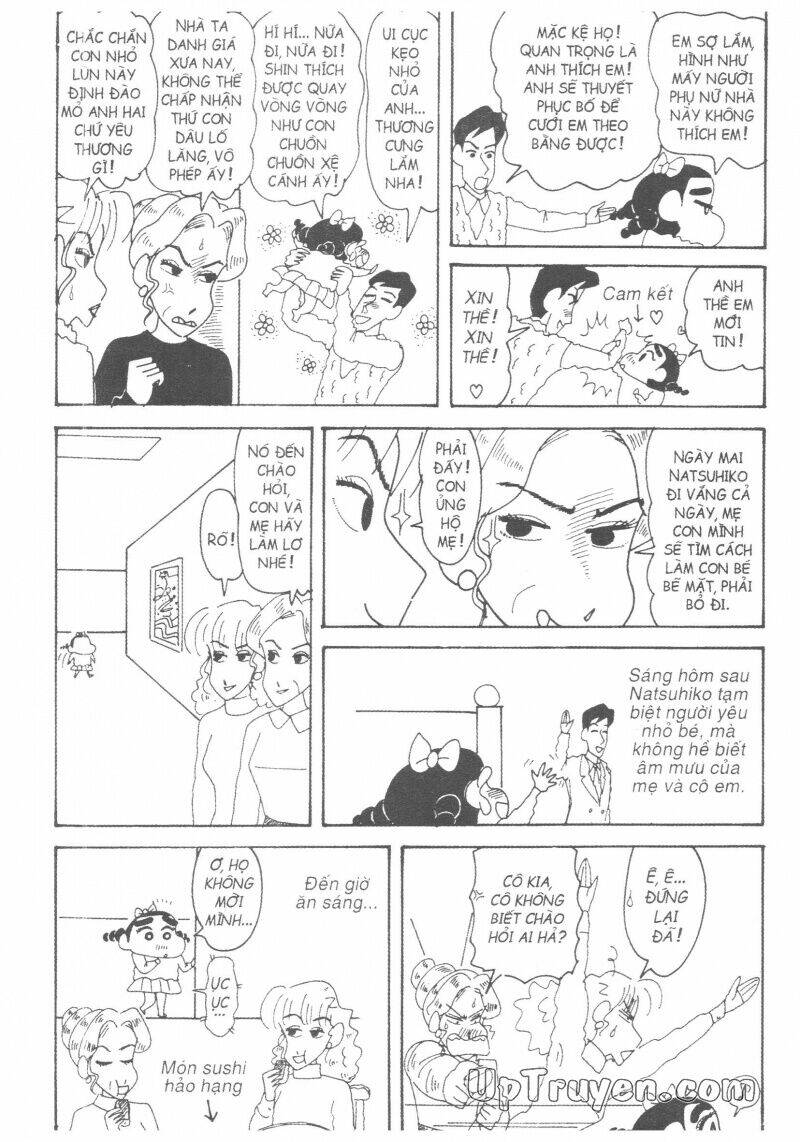 EM SỢ LẮM,
HÌNH NHƯ
MẤY NGƯỜI
PHỤ NỮ NHÀ
NÀY KHÔNG
THÍCH EM!
MẶC KỆ HỌ!
QUAN TRỌNG LÀ
ANH THÍCH EM!
ANH SẼ THUYẾT
PHỤC BỐ ĐỂ
CƯỚI EM THEO
BẰNG ĐƯỢC!
ANH
THỀ EM
MỚI
TIN!
Cam kết
XIN
THỀ!
XIN
THỀ!
UI CỤC
KẸO
NHỎ
CỦA
ANH...
THƯƠNG
CƯNG
LẮM
NHA!
HÍ HÍ... NỮA
ĐI, NỮA ĐI!
SHIN THÍCH
ĐƯỢC QUAY
VÒNG VÒNG
NHƯ CON
CHUỒN
CHUỒN XỆ
CÁNH ẤY!
NHÀ TA
DANH GIÁ
XƯA NAY,
KHÔNG THỂ
CHẤP NHẬN
THỨ CON
DÂU LỐ
LĂNG, VÔ
PHÉP ẤY!
CHẮC CHẮN
CON NHỎ
LÙN NÀY
ĐỊNH ĐÀO
MỎ ANH HAI
CHỨ YÊU
THƯƠNG
GÌ!
NGÀY MAI
NATSUHIKO
ĐI VẮNG CẢ
NGÀY, MẸ
CON MÌNH
SẼ TÌM CÁCH
LÀM CON BÉ
BẼ MẶT, PHẢI
BỎ ĐI.
PHẢI
ĐẤY!
CON
ỦNG
HỘ
MẸ!
Sáng hôm sau
Natsuhiko tạm
biệt người yêu
nhỏ bé, mà
không hề biết
âm mưu của
mẹ và cô em.
NÓ ĐẾN
CHÀO
HỎI,
CON VÀ
MẸ HÃY
LÀM LƠ
NHÉ!
RÕ!
Ê, Ê...
ĐỨNG
LẠI
ĐÃ!
CÔ KIA,
CÔ KHÔNG
BIẾT CHÀO
HỎI AI HẢ?
Đến giờ
ăn sáng...
Ơ, HỌ
KHÔNG
MỜI
MÌNH...
ỤC
ỤC...
Món sushi
hảo hạng
UpTruyen.com